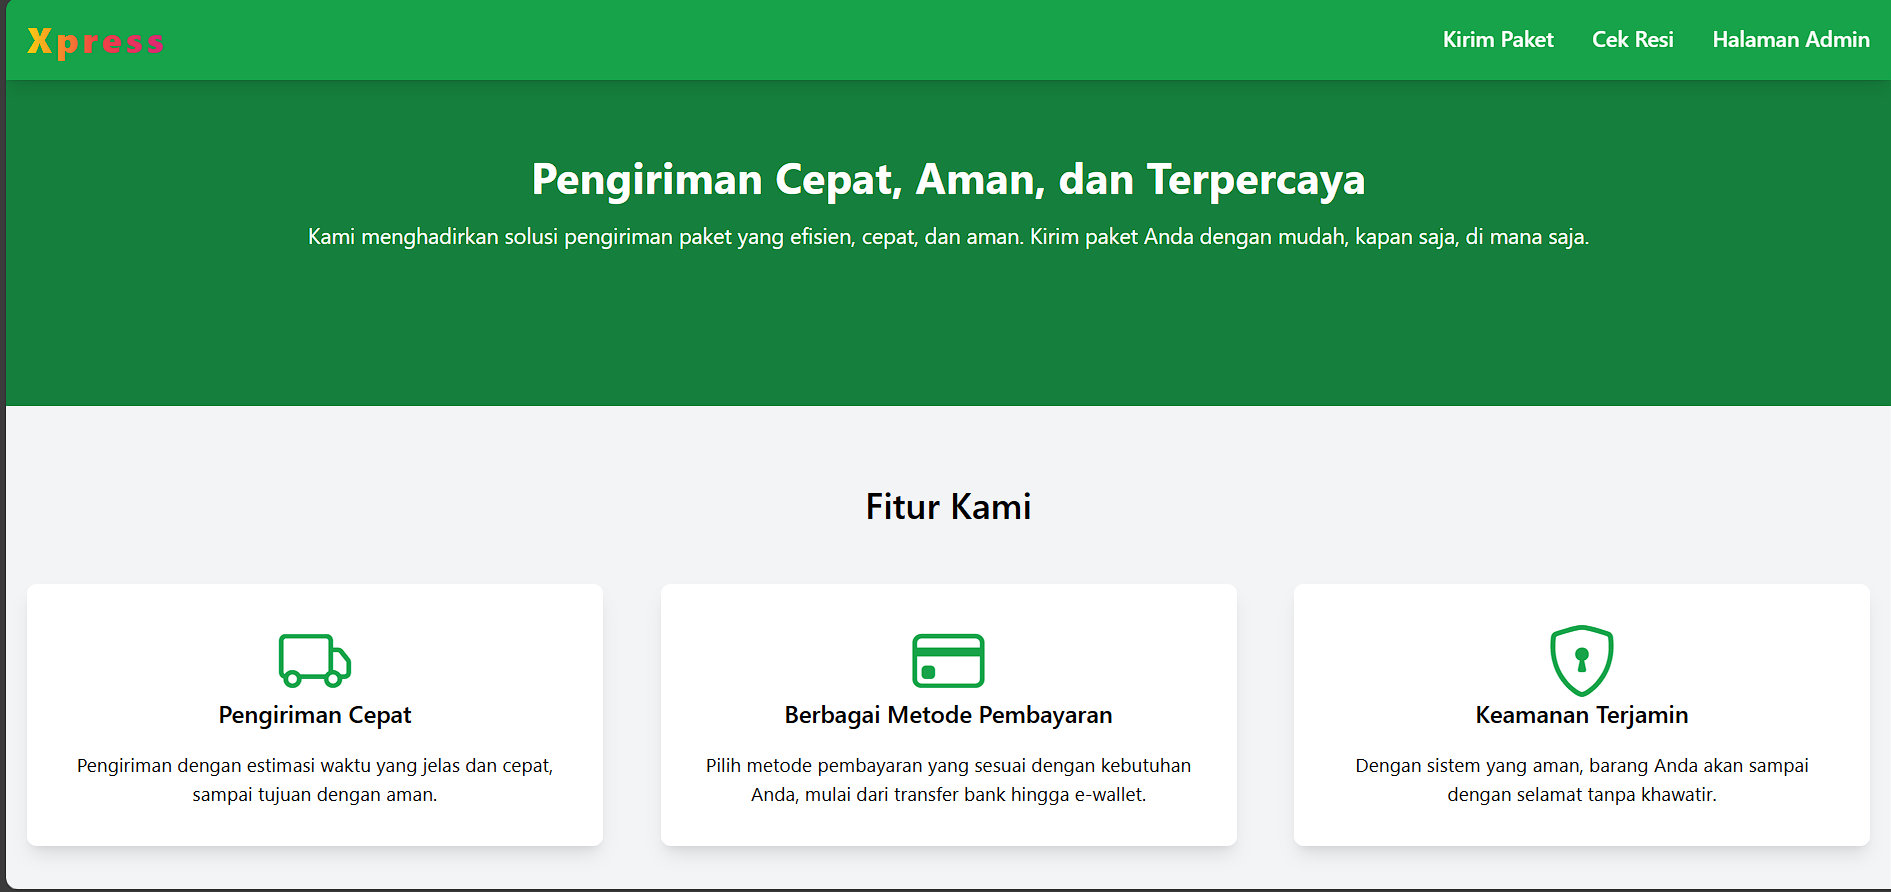 Xpress
Kirim Paket
Cek Resi
Halaman Admin
Pengiriman Cepat, Aman, dan Terpercaya
Kami menghadirkan solusi pengiriman paket yang efisien, cepat, dan aman. Kirim paket Anda dengan mudah, kapan saja, di mana saja.
Fitur Kami
Pengiriman Cepat
Pengiriman dengan estimasi waktu yang jelas dan cepat,
sampai tujuan dengan aman.
Berbagai Metode Pembayaran
Pilih metode pembayaran yang sesuai dengan kebutuhan
Anda, mulai dari transfer bank hingga e-wallet.
Keamanan Terjamin
Dengan sistem yang aman, barang Anda akan sampai
dengan selamat tanpa khawatir.